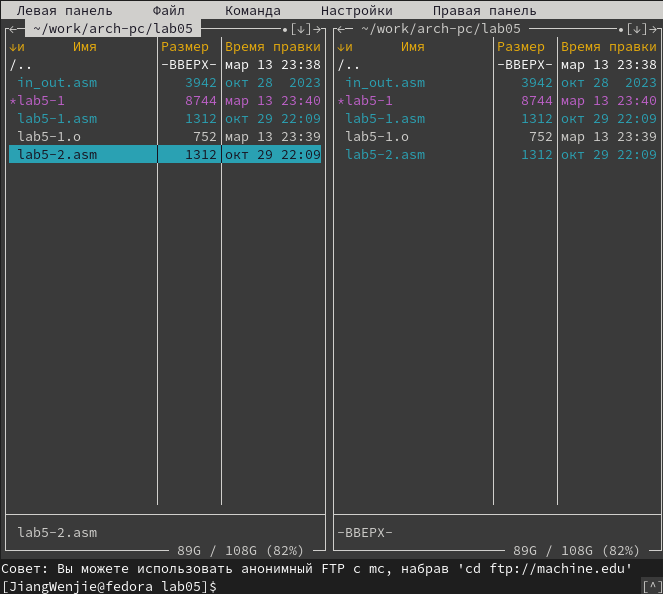 Левая панель Файл Команда Настройки Правая панель
←─ ~/work/arch-pc/lab05 ─•[↓]→ ←─ ~/work/arch-pc/lab05 ─•[↓]→
↓и Имя Размер Время правки ↓и Имя Размер Время правки
/.. -ВВЕРХ- мар 13 23:38 /.. -ВВЕРХ- мар 13 23:38
in_out.asm 3942 окт 28 2023 in_out.asm 3942 окт 28 2023
*lab5-1 8744 мар 13 23:40 *lab5-1 8744 мар 13 23:40
lab5-1.asm 1312 окт 29 22:09 lab5-1.asm 1312 окт 29 22:09
lab5-1.o 752 мар 13 23:39 lab5-1.o 752 мар 13 23:39
lab5-2.asm 1312 окт 29 22:09 lab5-2.asm 1312 окт 29 22:09
lab5-2.asm -ВВЕРХ-
89G / 108G (82%) 89G / 108G (82%)
Совет: Вы можете использовать анонимный FTP с mc, набрав 'cd ftp://machine.edu'
[JiangWenjie@fedora lab05]$ [^]